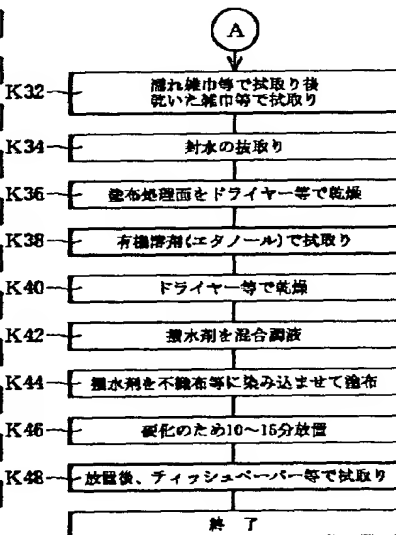 A
K32
濡れ雑巾等で拭取り後
乾いた雑巾等で拭取り
K34
封水の抜取り
K36
塗布処理面をドライヤー等で乾燥
K38
有機溶剤(エタノール)で拭取り
K40
ドライヤー等で乾燥
K42
撥水剤を混合調液
K44
撥水剤を不織布等に染み込ませて塗布
K46
硬化のため10~15分放置
K48
放置後、ティッシュペーパー等で拭取り
終 了